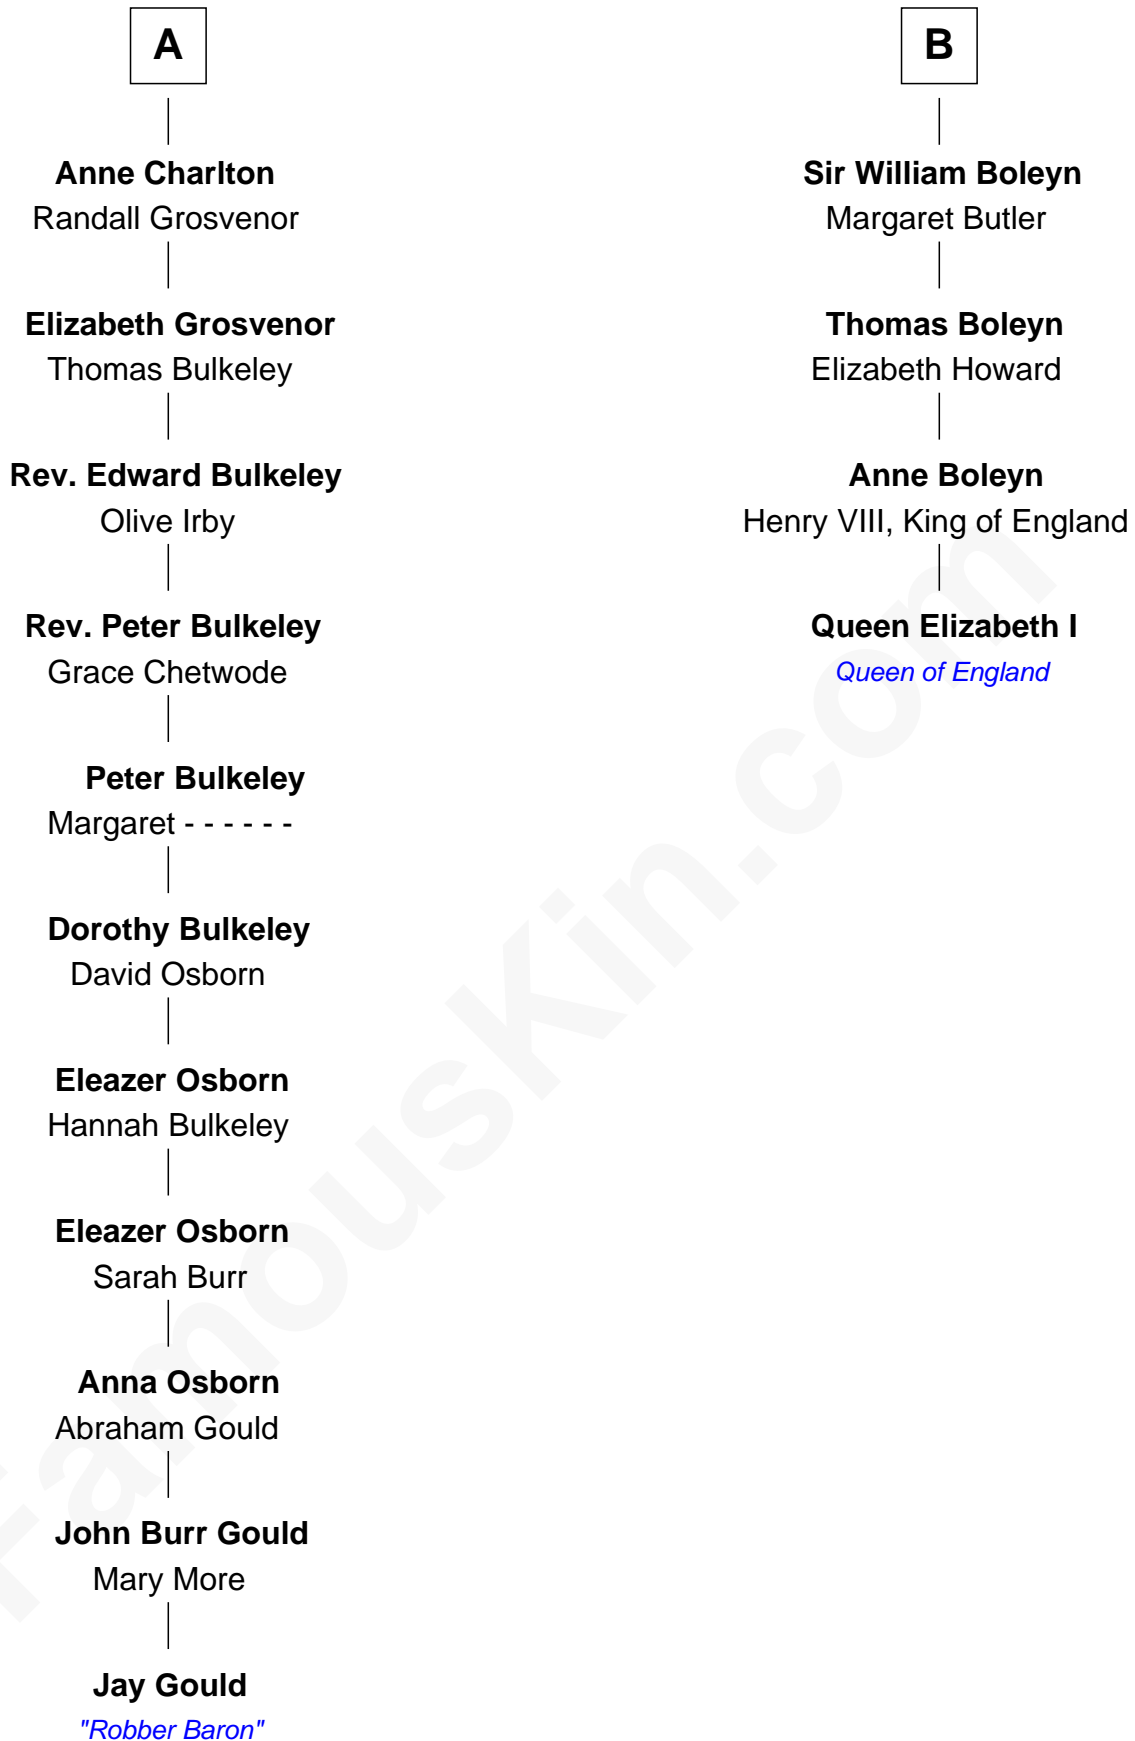 A
Anne Charlton
Randall Grosvenor
Elizabeth Grosvenor
Thomas Bulkeley
Rev. Edward Bulkeley
Olive Irby
Rev. Peter Bulkeley
Grace Chetwode
Peter Bulkeley
Margaret - - - - - -
Dorothy Bulkeley
David Osborn
Eleazer Osborn
Hannah Bulkeley
Eleazer Osborn
Sarah Burr
Anna Osborn
Abraham Gould
John Burr Gould
Mary More
Jay Gould
"Robber Baron"
B
Sir William Boleyn
Margaret Butler
Thomas Boleyn
Elizabeth Howard
Anne Boleyn
Henry VIII, King of England
Queen Elizabeth I
Queen of England
FamousKin.com